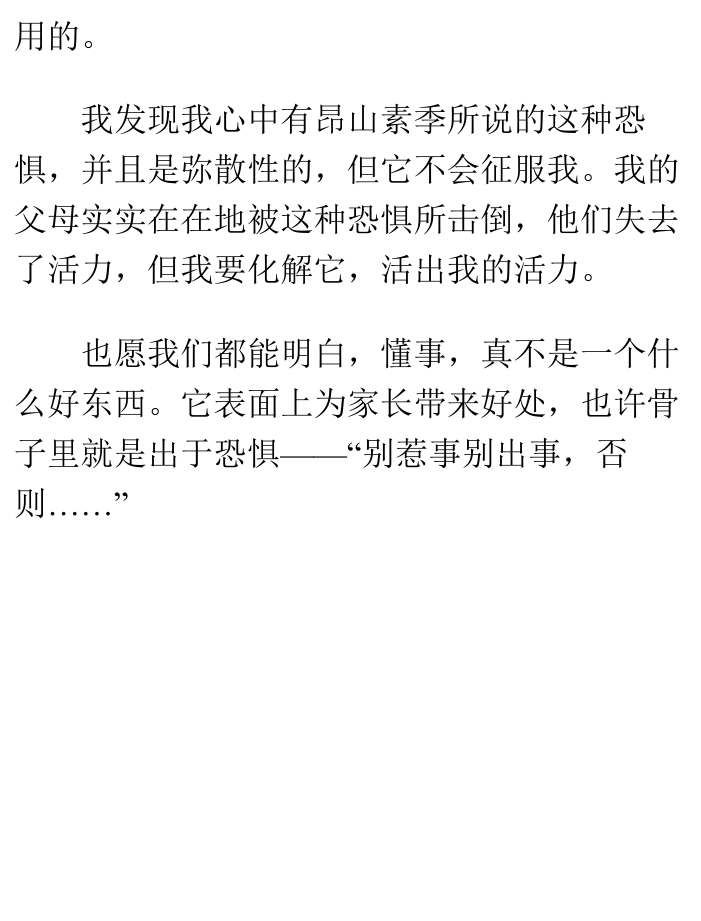 用的。
我发现我心中有昂山素季所说的这种恐
惧，并且是弥散性的，但它不会征服我。我的
父母实实在在地被这种恐惧所击倒，他们失去
了活力，但我要化解它，活出我的活力。
也愿我们都能明白，懂事，真不是一个什
么好东西。它表面上为家长带来好处，也许骨
子里就是出于恐惧——“别惹事别出事，否
则……”